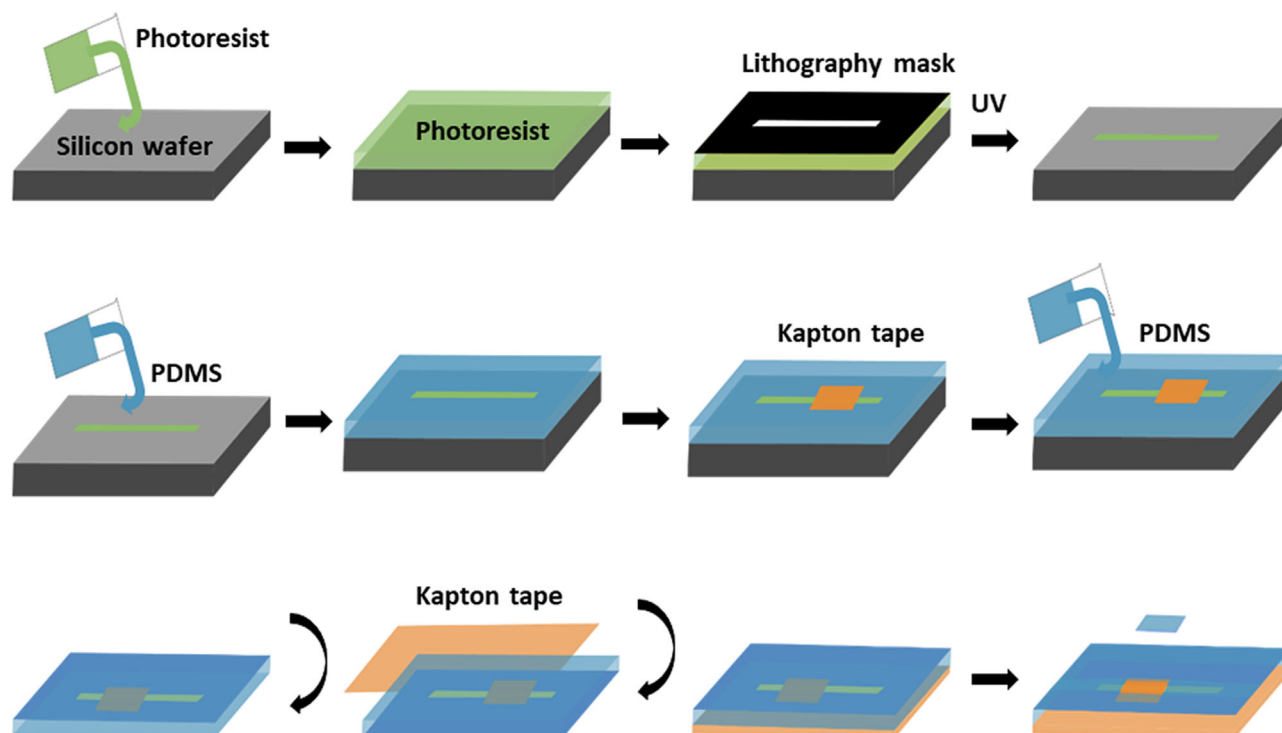 Photoresist
Silicon wafer
Photoresist
Lithography mask
UV
PDMS
Kapton tape
PDMS
Kapton tape